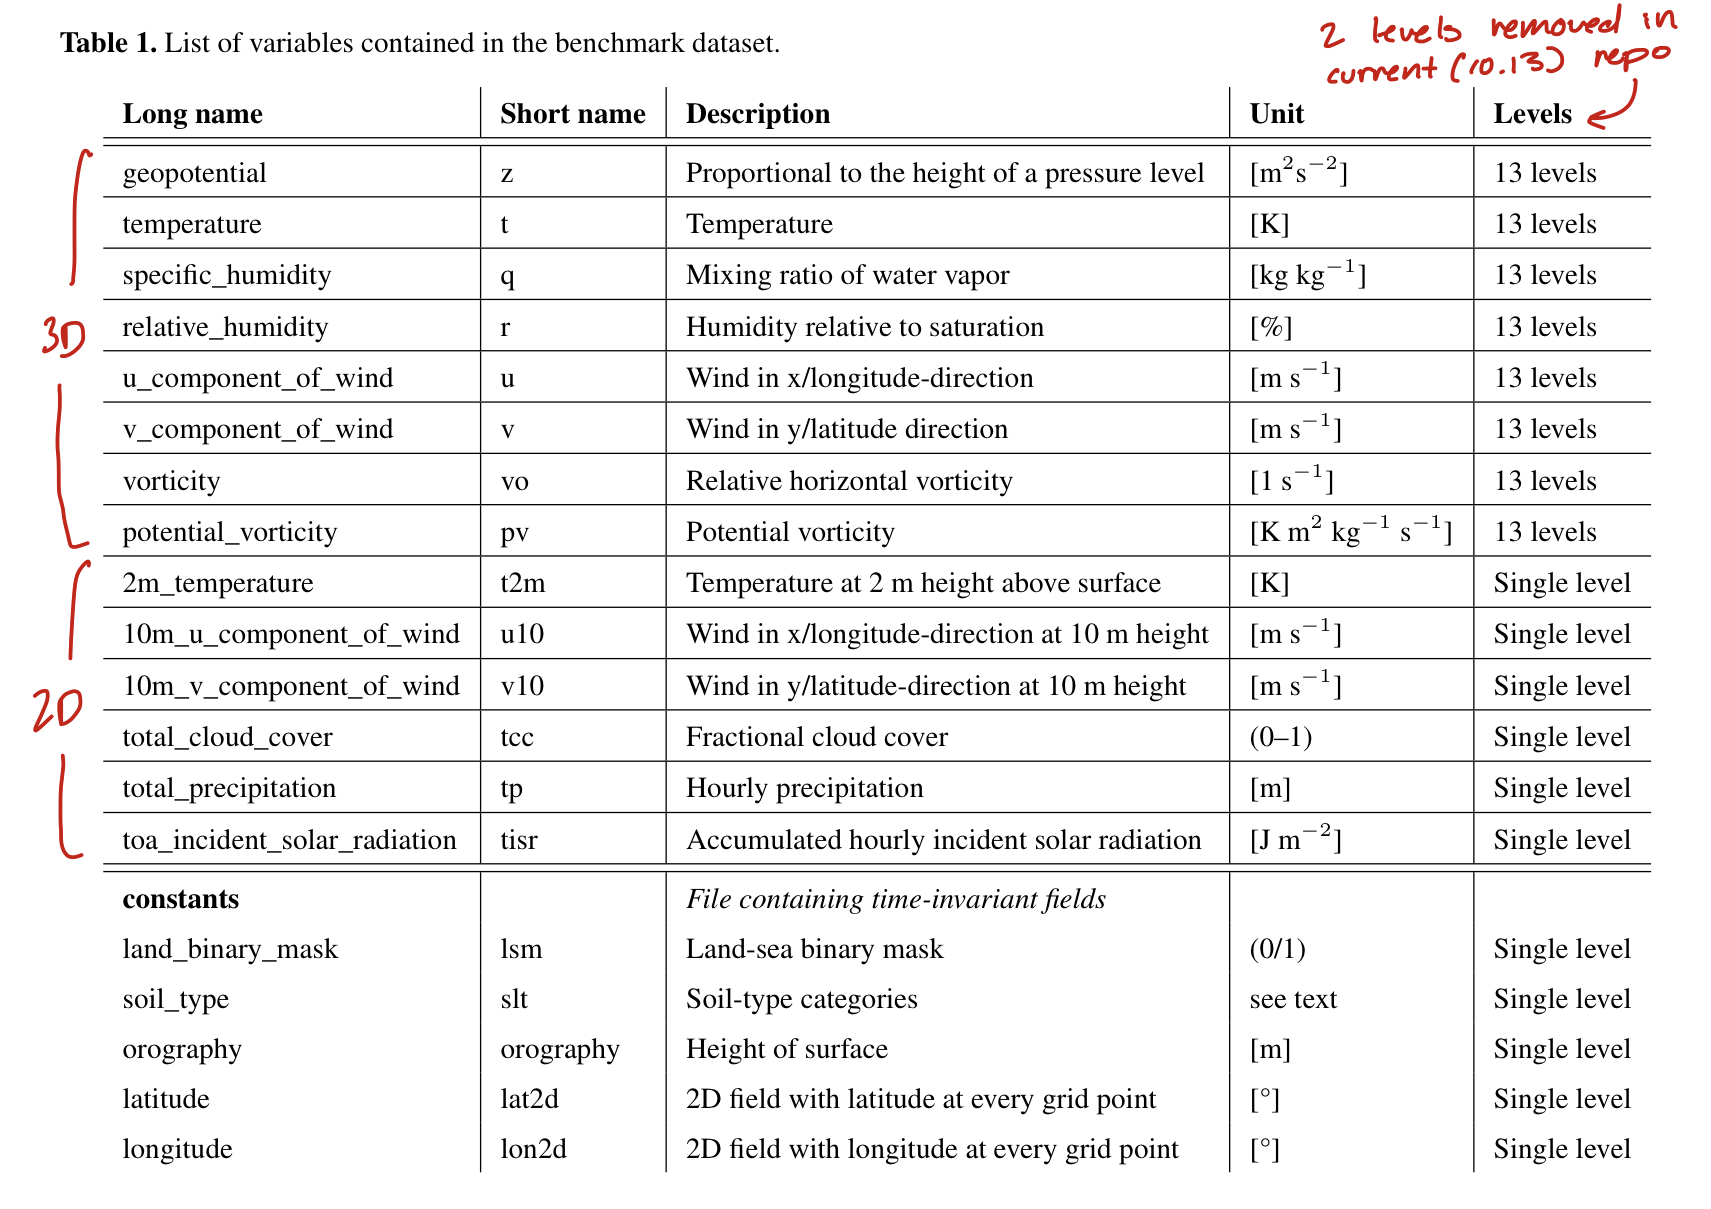 Table 1. List of variables contained in the benchmark dataset.
2 levels removed in
current (10.13) repo
Long name Short name Description Unit Levels
geopotential z Proportional to the height of a pressure level [m²s⁻²] 13 levels
temperature t Temperature [K] 13 levels
specific_humidity q Mixing ratio of water vapor [kg kg⁻¹] 13 levels
3D
relative_humidity r Humidity relative to saturation [%] 13 levels
u_component_of_wind u Wind in x/longitude-direction [m s⁻¹] 13 levels
v_component_of_wind v Wind in y/latitude direction [m s⁻¹] 13 levels
vorticity vo Relative horizontal vorticity [1 s⁻¹] 13 levels
potential_vorticity pv Potential vorticity [K m² kg⁻¹ s⁻¹] 13 levels
2m_temperature t2m Temperature at 2 m height above surface [K] Single level
10m_u_component_of_wind u10 Wind in x/longitude-direction at 10 m height [m s⁻¹] Single level
10m_v_component_of_wind v10 Wind in y/latitude-direction at 10 m height [m s⁻¹] Single level
2D
total_cloud_cover tcc Fractional cloud cover (0–1) Single level
total_precipitation tp Hourly precipitation [m] Single level
toa_incident_solar_radiation tisr Accumulated hourly incident solar radiation [J m⁻²] Single level
constants File containing time-invariant fields
land_binary_mask lsm Land-sea binary mask (0/1) Single level
soil_type slt Soil-type categories see text Single level
orography orography Height of surface [m] Single level
latitude lat2d 2D field with latitude at every grid point [°] Single level
longitude lon2d 2D field with longitude at every grid point [°] Single level